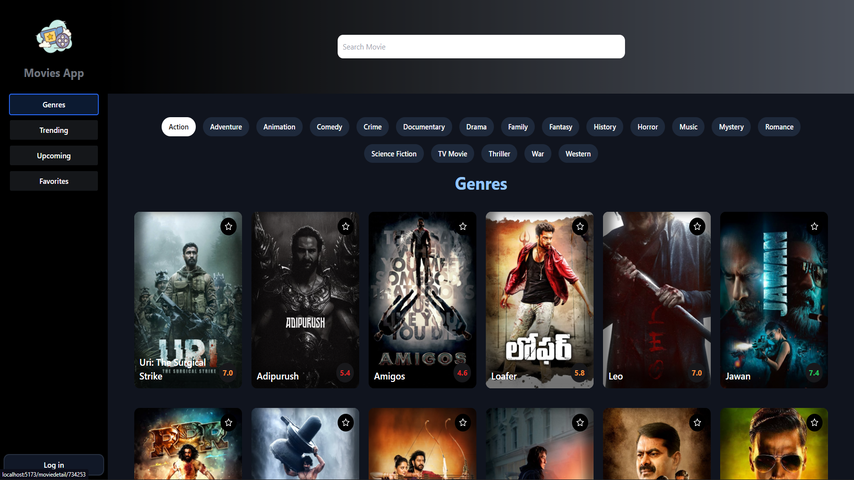 Search Movie
Movies App
Genres
Trending
Upcoming
Favorites
Action
Adventure
Animation
Comedy
Crime
Documentary
Drama
Family
Fantasy
History
Horror
Music
Mystery
Romance
Science Fiction
TV Movie
Thriller
War
Western
Genres
URI
THE SURGICAL STRIKE
Uri: The Surgical
Strike
7.0
ADIPURUSH
Adipurush
5.4
AMIGOS
Amigos
4.6
లోఫర్
Loafer
5.8
LEO
Leo
7.0
JAWAN
Jawan
7.4
RRR
Log in
localhost:5173/moviedetail/734253